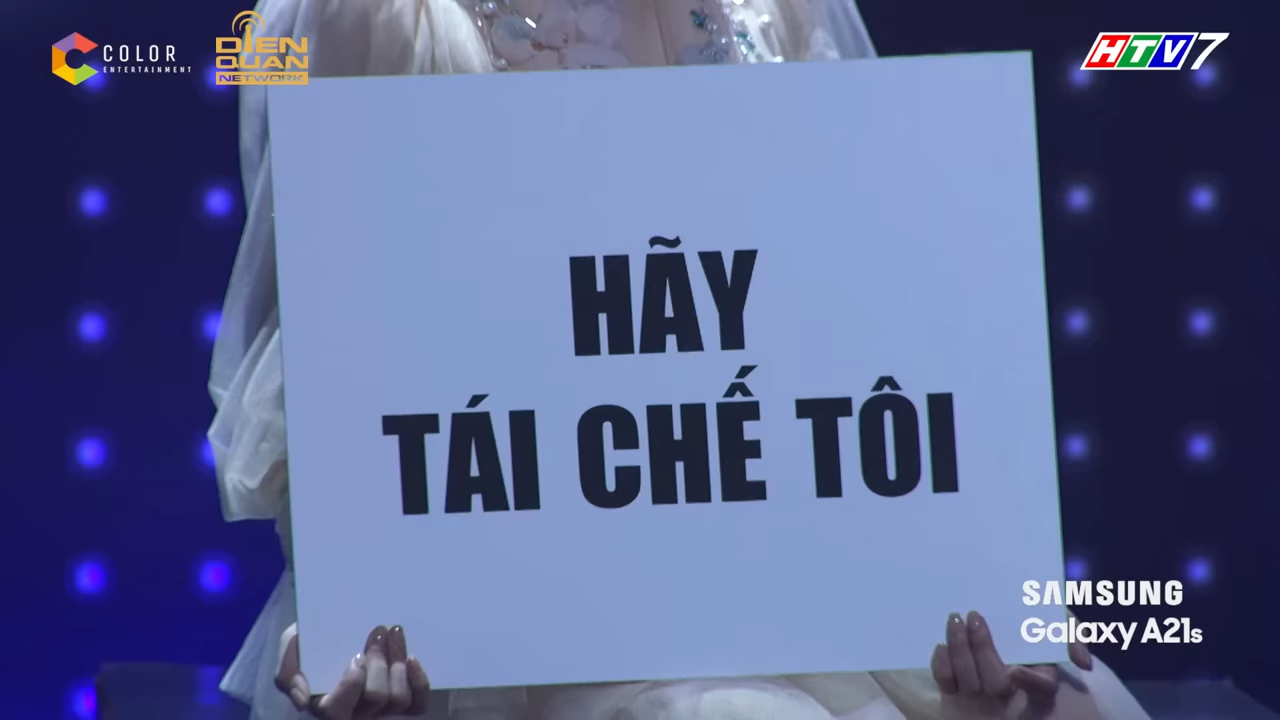 COLOR
ENTERTAINMENT
DIEN
QUAN
NETWORK
HTV7
HÃY
TÁI CHẾ TÔI
SAMSUNG
Galaxy A21s